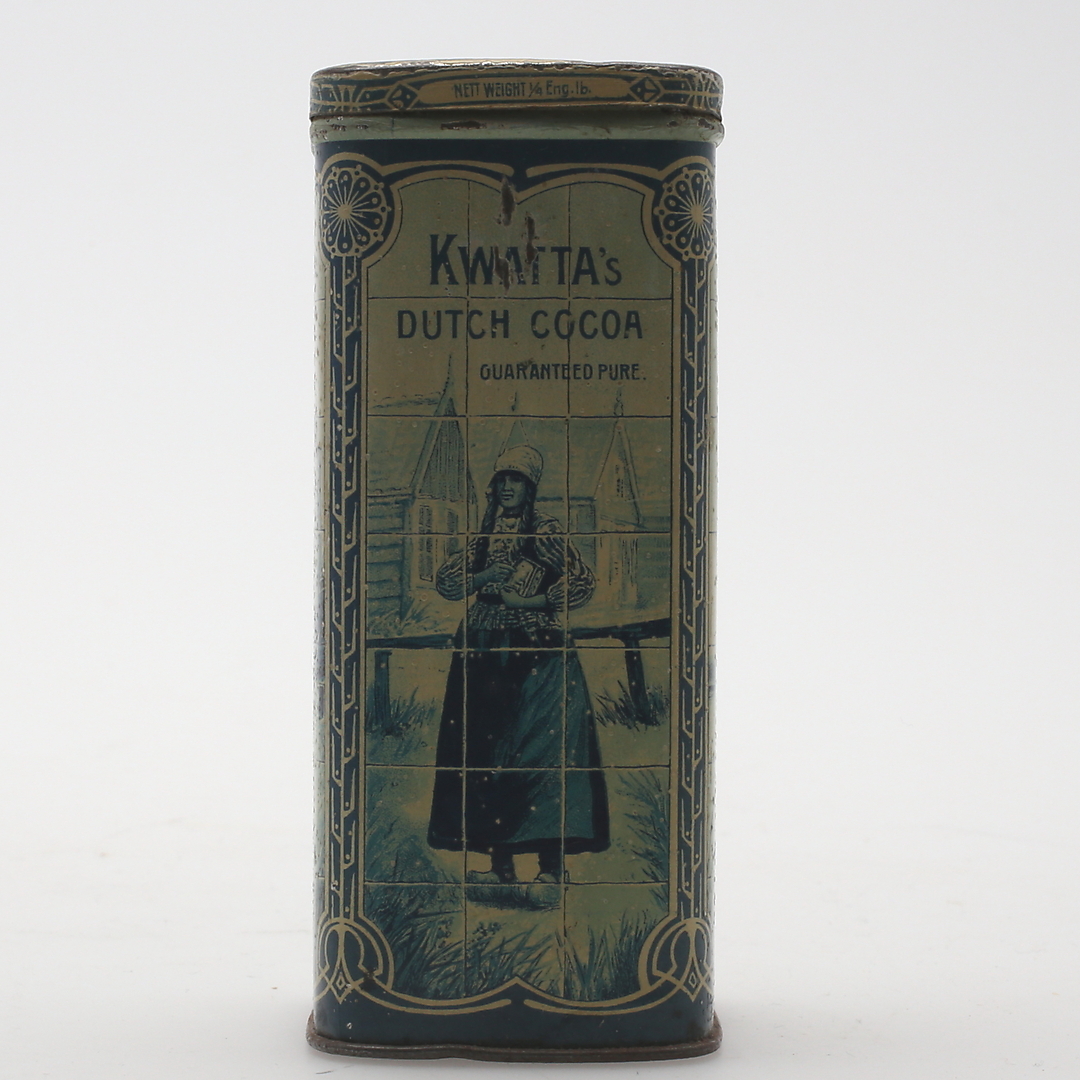 NETT WEIGHT ¼ Eng. lb.
KWATTA'S
DUTCH COCOA
GUARANTEED PURE.